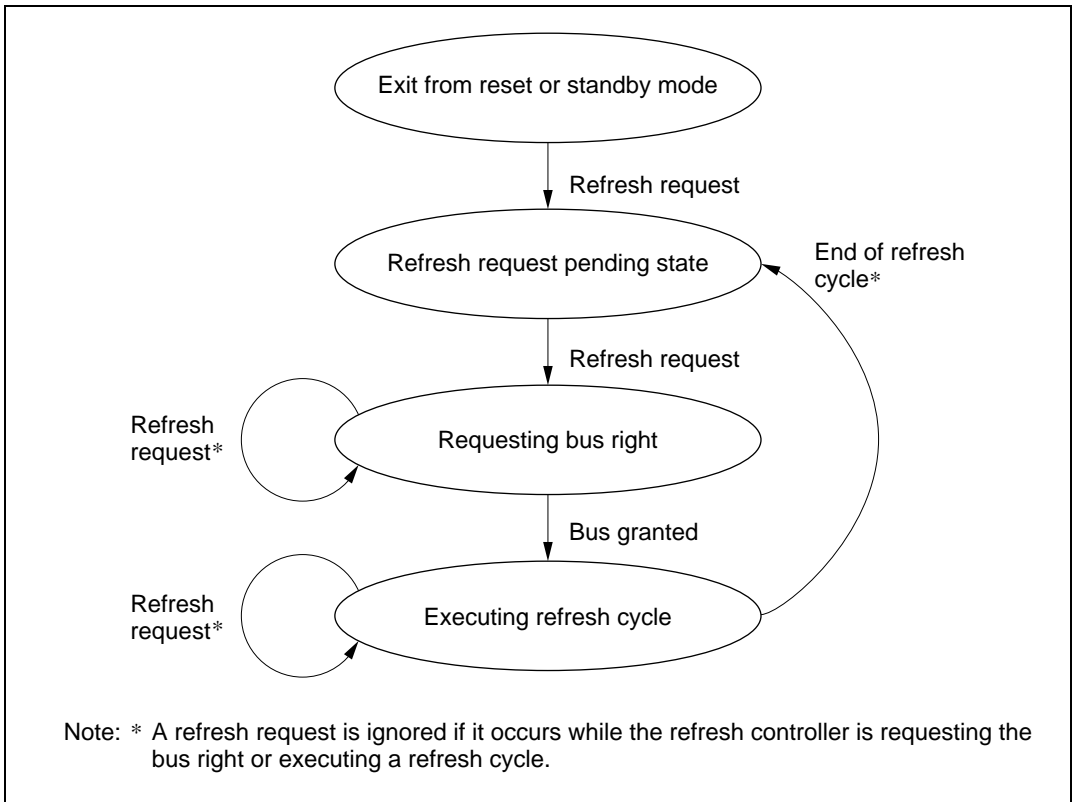 Exit from reset or standby mode
Refresh request
Refresh request pending state
End of refresh
cycle*
Refresh request
Refresh
request*
Requesting bus right
Bus granted
Refresh
request*
Executing refresh cycle
Note: * A refresh request is ignored if it occurs while the refresh controller is requesting the
bus right or executing a refresh cycle.